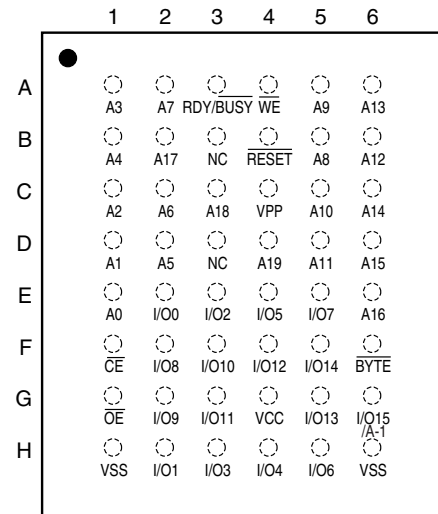 1 2 3 4 5 6
A
A3 A7 RDY/BUSY WE A9 A13
B
A4 A17 NC RESET A8 A12
C
A2 A6 A18 VPP A10 A14
D
A1 A5 NC A19 A11 A15
E
A0 I/O0 I/O2 I/O5 I/O7 A16
F
CE I/O8 I/O10 I/O12 I/O14 BYTE
G
OE I/O9 I/O11 VCC I/O13 I/O15
/A-1
H
VSS I/O1 I/O3 I/O4 I/O6 VSS